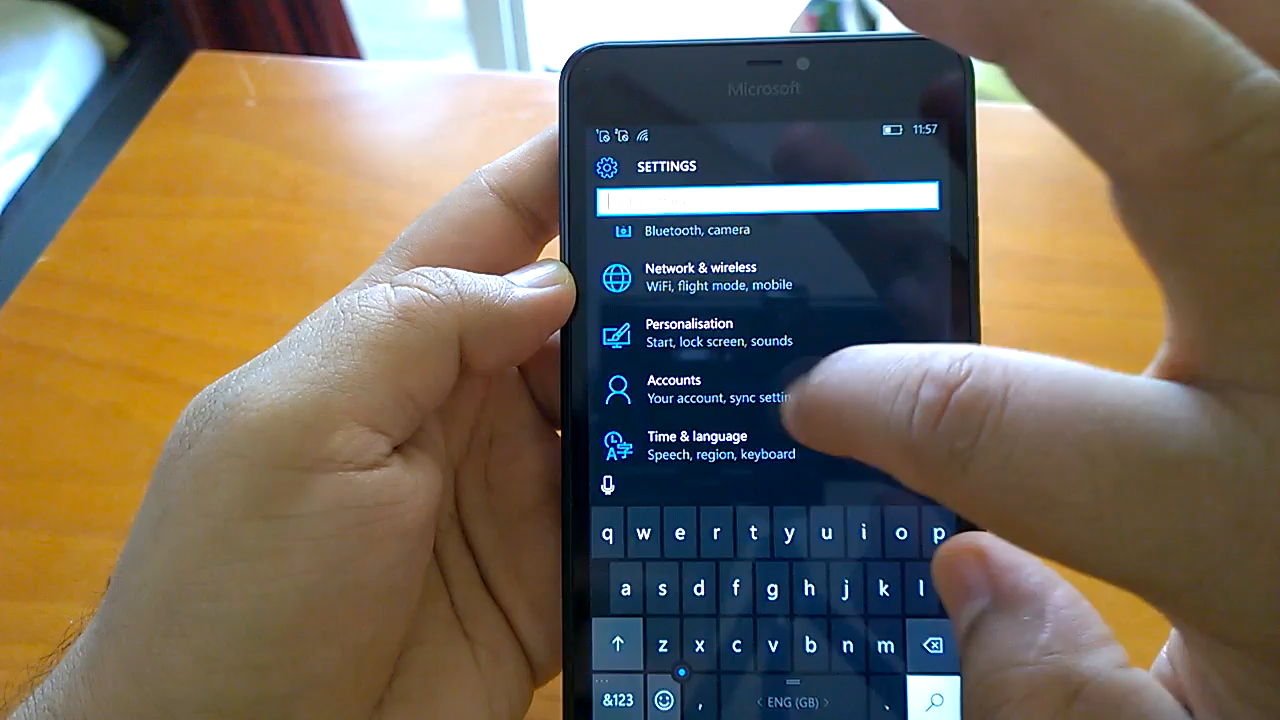 Microsoft
11:57
SETTINGS
Bluetooth, camera
Network & wireless
WiFi, flight mode, mobile
Personalisation
Start, lock screen, sounds
Accounts
Your account, sync settin
Time & language
Speech, region, keyboard
q w e r t y u i o p
a s d f g h j k l
z x c v b n m
&123 , < ENG (GB) > .